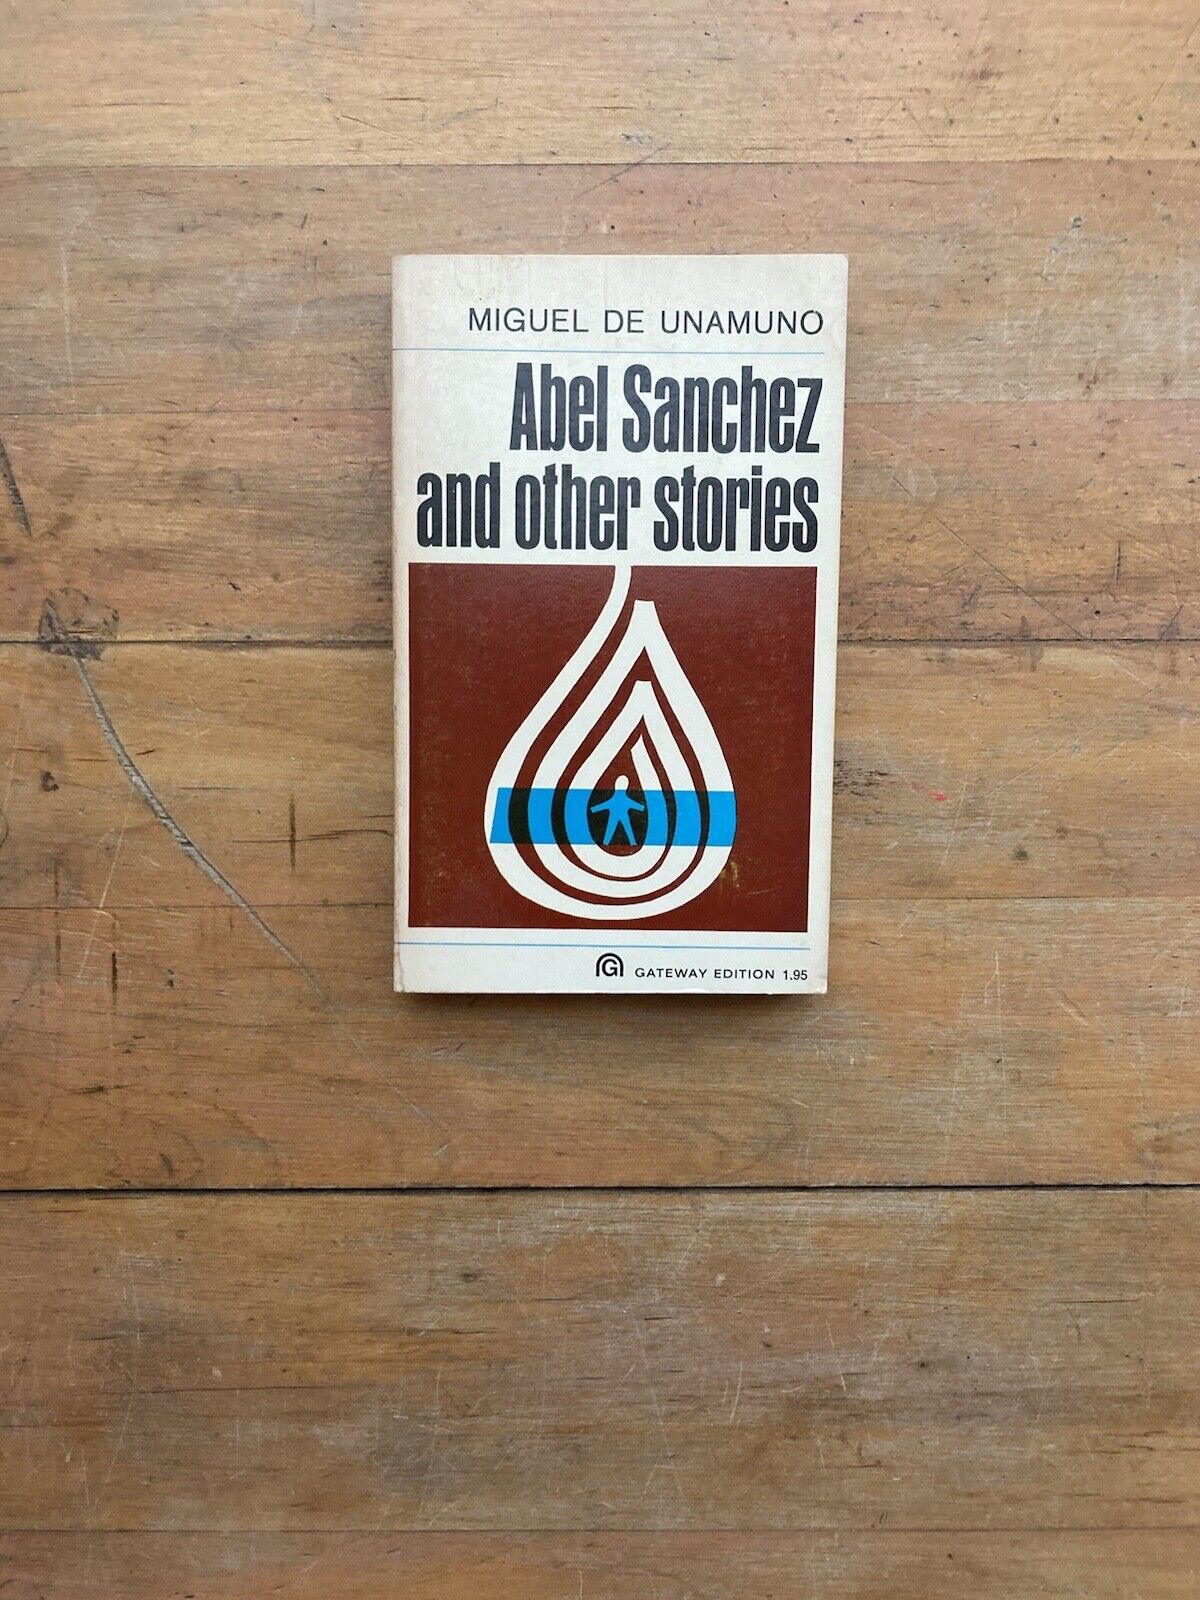 MIGUEL DE UNAMUNO
Abel Sanchez
and other stories
G GATEWAY EDITION 1.95